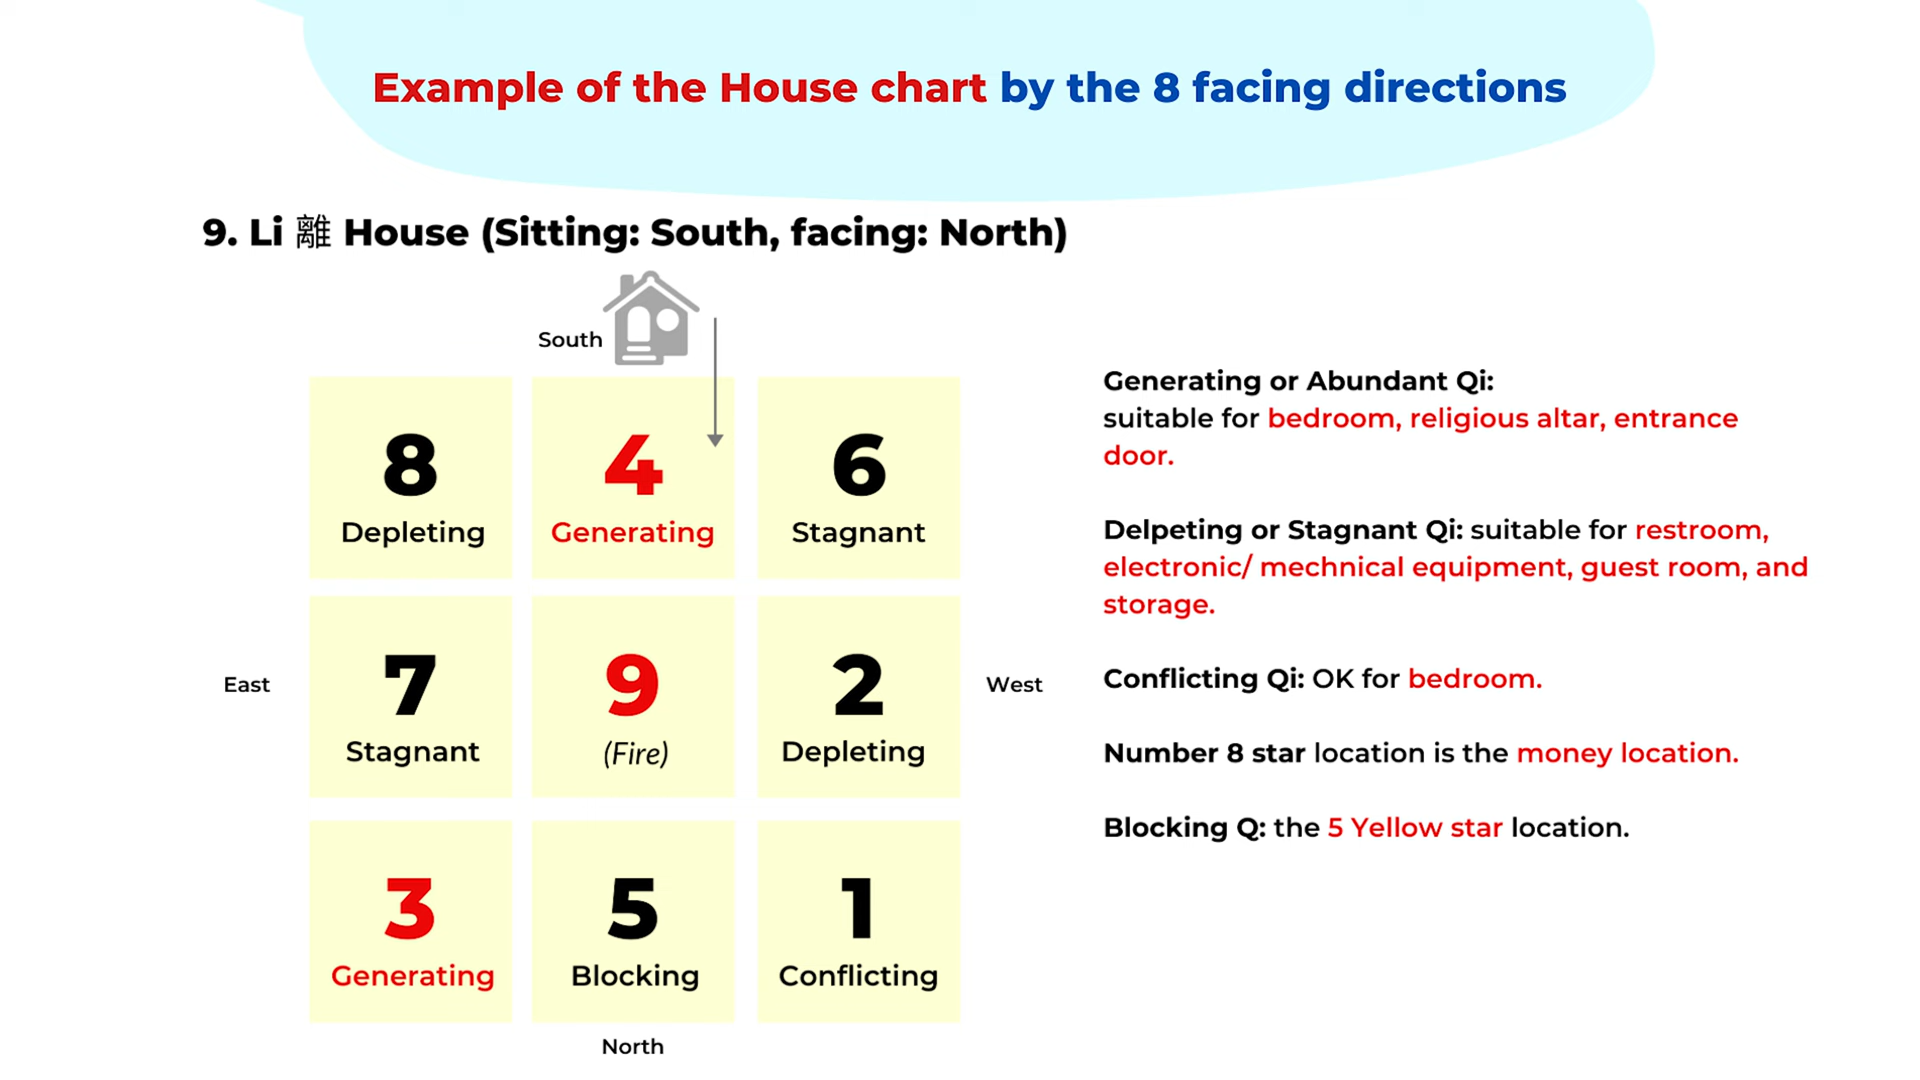 Example of the House chart by the 8 facing directions
9. Li 離 House (Sitting: South, facing: North)
South
8
Depleting
4
Generating
6
Stagnant
East
7
Stagnant
9
(Fire)
2
Depleting
West
3
Generating
5
Blocking
1
Conflicting
North
Generating or Abundant Qi:
suitable for bedroom, religious altar, entrance
door.
Delpeting or Stagnant Qi: suitable for restroom,
electronic/ mechnical equipment, guest room, and
storage.
Conflicting Qi: OK for bedroom.
Number 8 star location is the money location.
Blocking Q: the 5 Yellow star location.